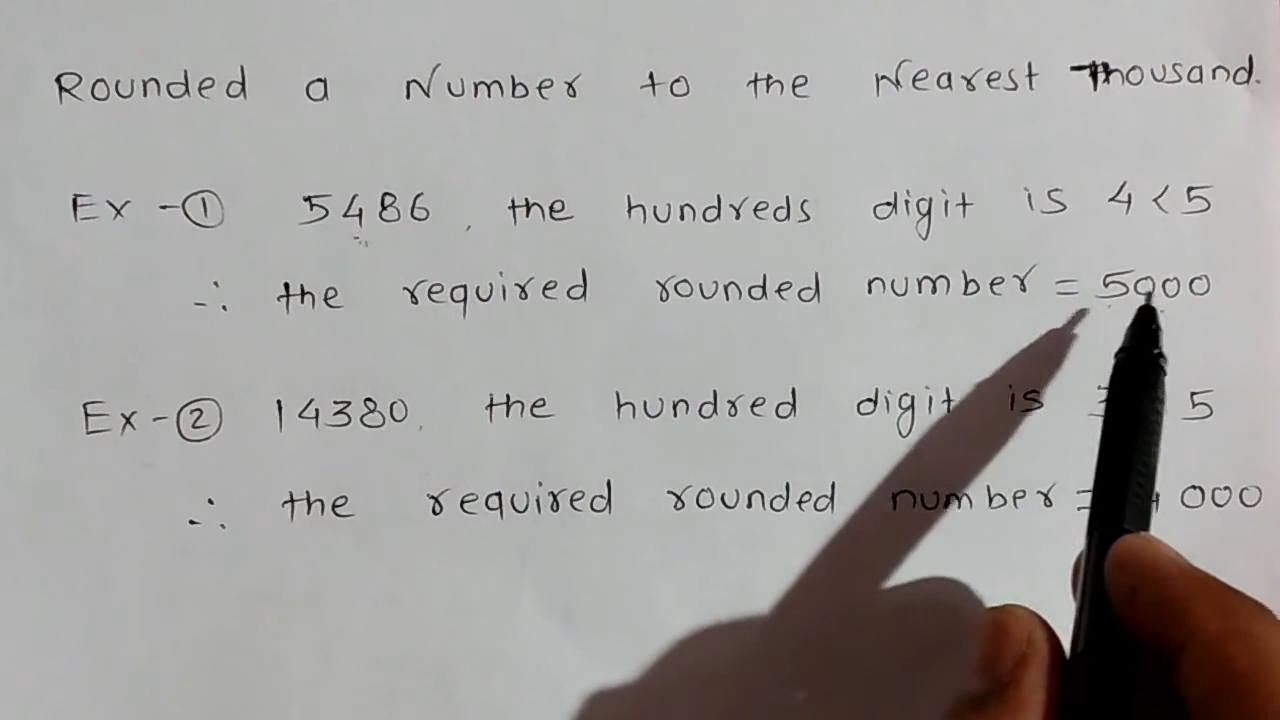 Rounded a Number to the Nearest Thousand.
Ex-① 5486, the hundreds digit is 4<5
∴ the required rounded number = 5000
Ex-② 14380, the hundred digit is 5
∴ the required rounded number = 000